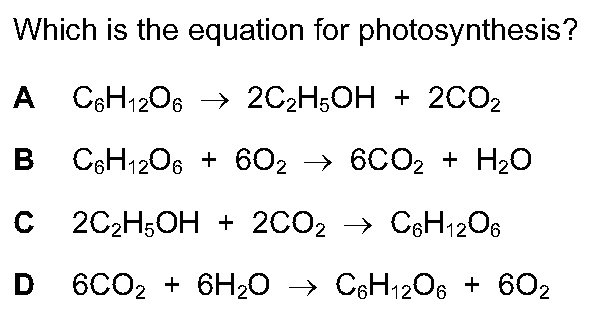 Which is the equation for photosynthesis?
A C₆H₁₂O₆ → 2C₂H₅OH + 2CO₂
B C₆H₁₂O₆ + 6O₂ → 6CO₂ + H₂O
C 2C₂H₅OH + 2CO₂ → C₆H₁₂O₆
D 6CO₂ + 6H₂O → C₆H₁₂O₆ + 6O₂